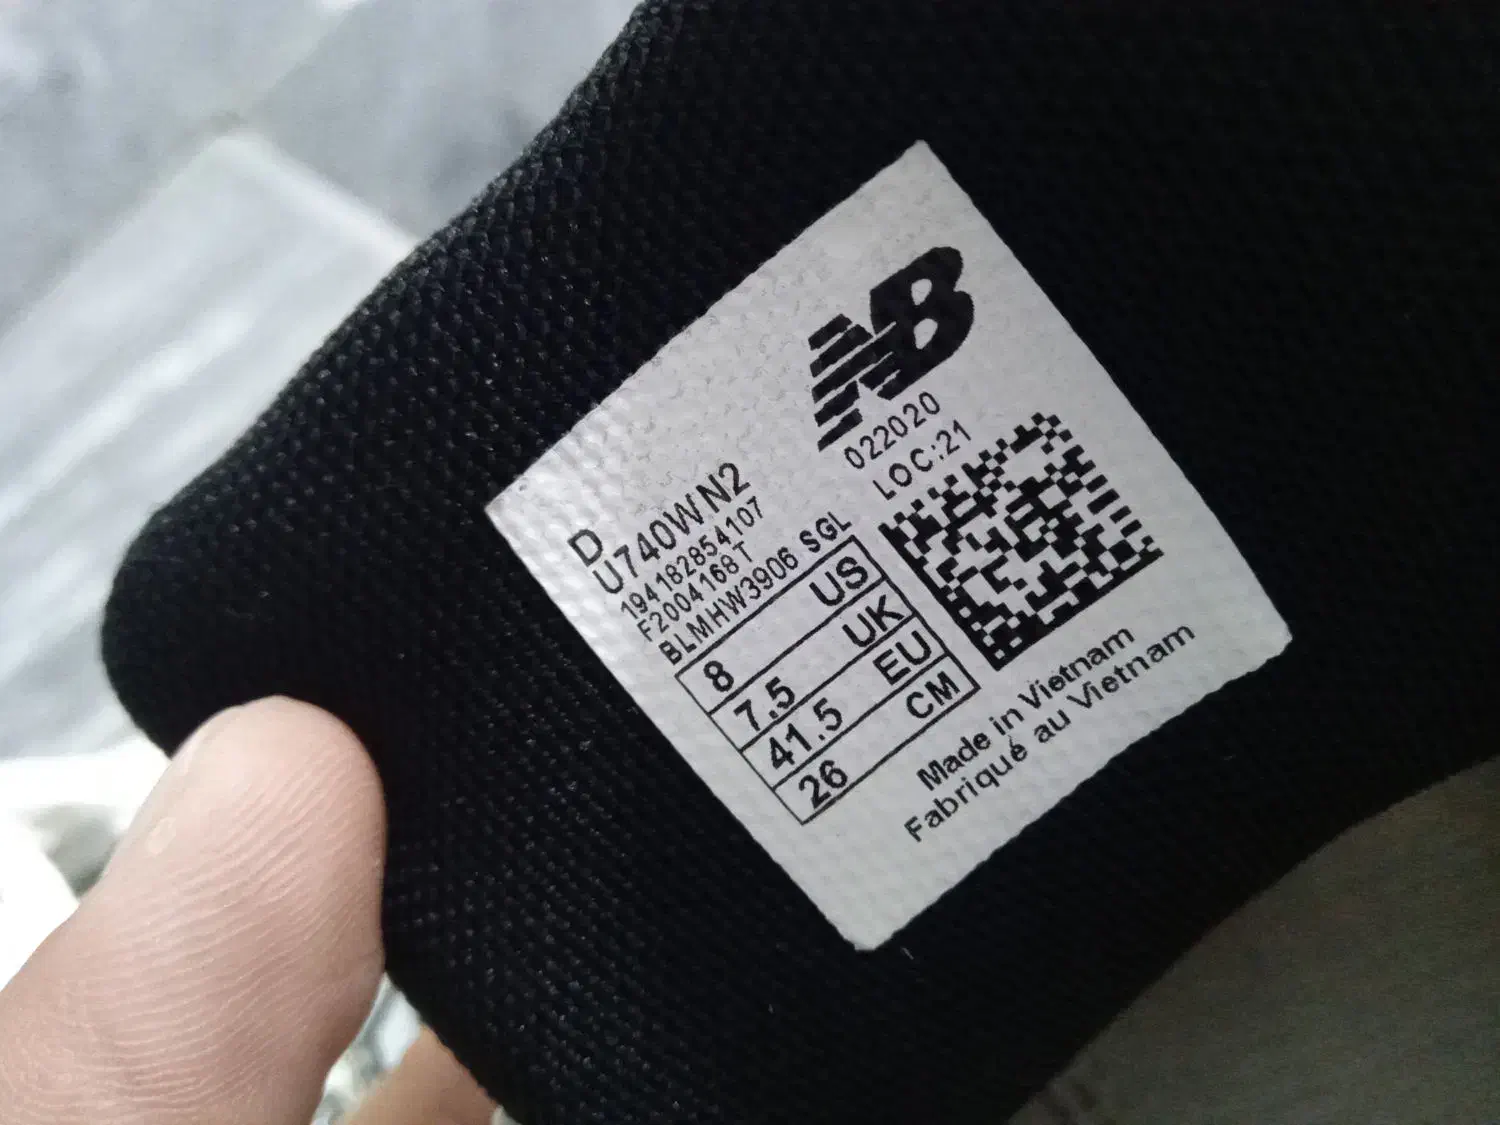 NB
022020
LOC.:21
D
U740WN2
194182854107
F2004168 T
BLMHW3906 SGL
8 US
7.5 UK
41.5 EU
26 CM
Made in Vietnam
Fabriqué au Vietnam